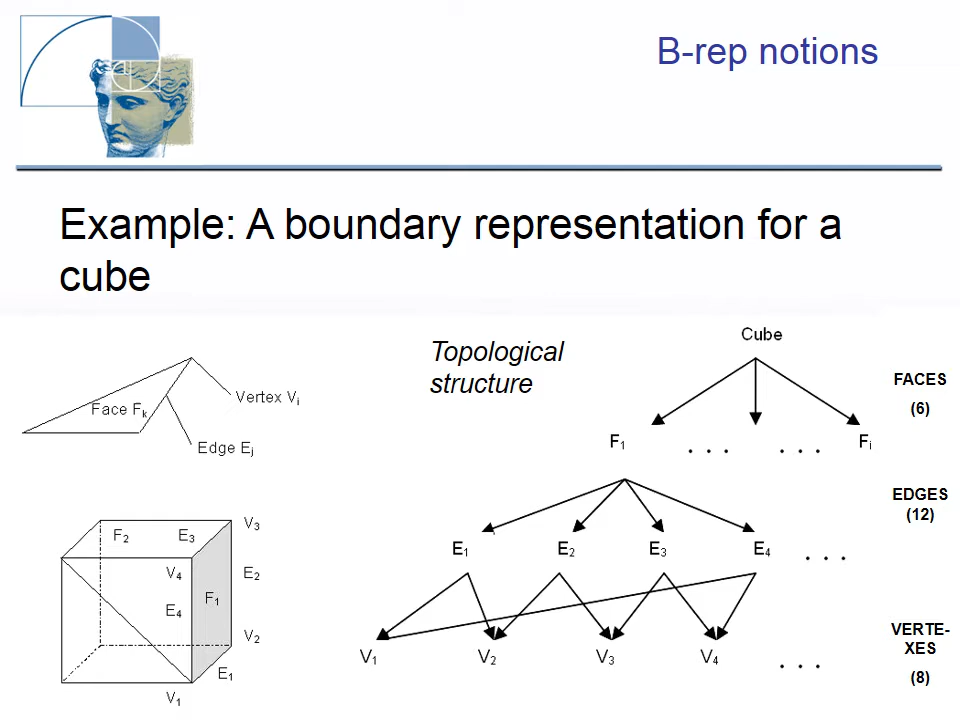 B-rep notions
Example: A boundary representation for a
cube
Topological
structure
Face Fk
Vertex Vi
Edge Ej
F2
E3
V3
V4
E2
F1
E4
V2
E1
V1
Cube
FACES
(6)
F1 . . . . . . Fi
EDGES
(12)
E1 E2 E3 E4 . . .
V1 V2 V3 V4 . . .
VERTE-
XES
(8)